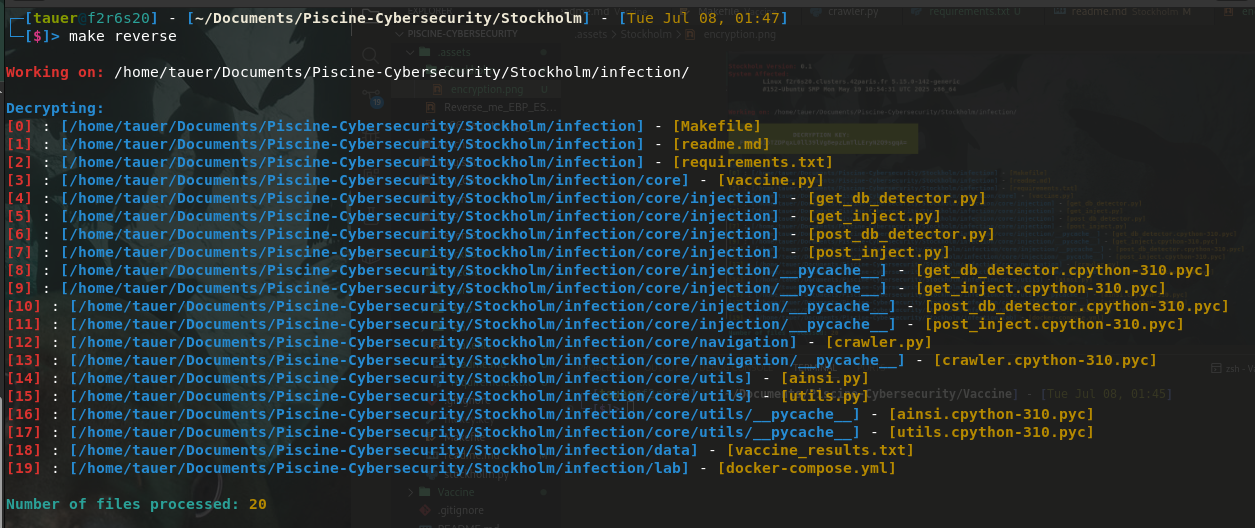 [tauer@f2r6s20] - [~/Documents/Piscine-Cybersecurity/Stockholm] - [Tue Jul 08, 01:47]
[$]> make reverse
Working on: /home/tauer/Documents/Piscine-Cybersecurity/Stockholm/infection/
Decrypting:
[0] : [/home/tauer/Documents/Piscine-Cybersecurity/Stockholm/infection] - [Makefile]
[1] : [/home/tauer/Documents/Piscine-Cybersecurity/Stockholm/infection] - [readme.md]
[2] : [/home/tauer/Documents/Piscine-Cybersecurity/Stockholm/infection] - [requirements.txt]
[3] : [/home/tauer/Documents/Piscine-Cybersecurity/Stockholm/infection/core] - [vaccine.py]
[4] : [/home/tauer/Documents/Piscine-Cybersecurity/Stockholm/infection/core/injection] - [get_db_detector.py]
[5] : [/home/tauer/Documents/Piscine-Cybersecurity/Stockholm/infection/core/injection] - [get_inject.py]
[6] : [/home/tauer/Documents/Piscine-Cybersecurity/Stockholm/infection/core/injection] - [post_db_detector.py]
[7] : [/home/tauer/Documents/Piscine-Cybersecurity/Stockholm/infection/core/injection] - [post_inject.py]
[8] : [/home/tauer/Documents/Piscine-Cybersecurity/Stockholm/infection/core/injection/__pycache__] - [get_db_detector.cpython-310.pyc]
[9] : [/home/tauer/Documents/Piscine-Cybersecurity/Stockholm/infection/core/injection/__pycache__] - [get_inject.cpython-310.pyc]
[10] : [/home/tauer/Documents/Piscine-Cybersecurity/Stockholm/infection/core/injection/__pycache__] - [post_db_detector.cpython-310.pyc]
[11] : [/home/tauer/Documents/Piscine-Cybersecurity/Stockholm/infection/core/injection/__pycache__] - [post_inject.cpython-310.pyc]
[12] : [/home/tauer/Documents/Piscine-Cybersecurity/Stockholm/infection/core/navigation] - [crawler.py]
[13] : [/home/tauer/Documents/Piscine-Cybersecurity/Stockholm/infection/core/navigation/__pycache__] - [crawler.cpython-310.pyc]
[14] : [/home/tauer/Documents/Piscine-Cybersecurity/Stockholm/infection/core/utils] - [ainsi.py]
[15] : [/home/tauer/Documents/Piscine-Cybersecurity/Stockholm/infection/core/utils] - [utils.py]
[16] : [/home/tauer/Documents/Piscine-Cybersecurity/Stockholm/infection/core/utils/__pycache__] - [ainsi.cpython-310.pyc]
[17] : [/home/tauer/Documents/Piscine-Cybersecurity/Stockholm/infection/core/utils/__pycache__] - [utils.cpython-310.pyc]
[18] : [/home/tauer/Documents/Piscine-Cybersecurity/Stockholm/infection/data] - [vaccine_results.txt]
[19] : [/home/tauer/Documents/Piscine-Cybersecurity/Stockholm/infection/lab] - [docker-compose.yml]
Number of files processed: 20